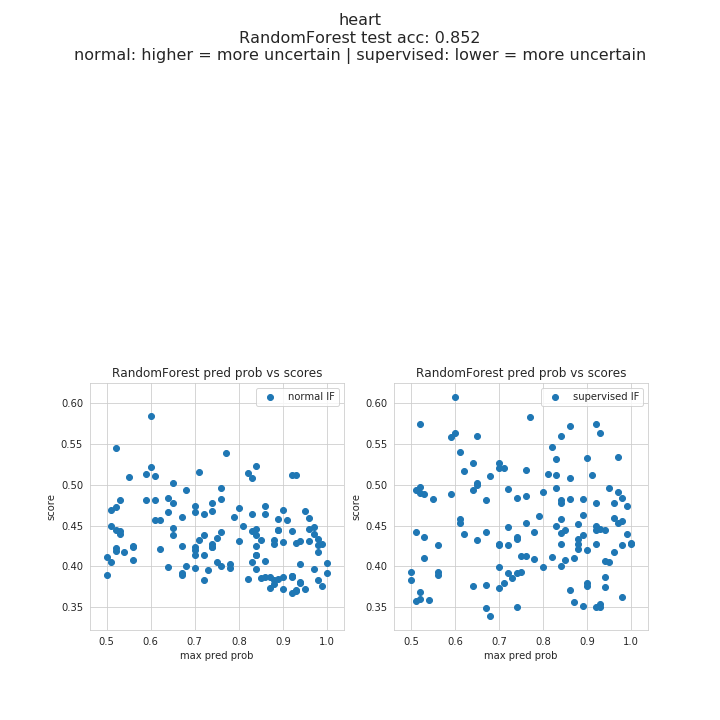 heart
RandomForest test acc: 0.852
normal: higher = more uncertain | supervised: lower = more uncertain
RandomForest pred prob vs scores
normal IF
score
0.60
0.55
0.50
0.45
0.40
0.35
0.5 0.6 0.7 0.8 0.9 1.0
max pred prob
RandomForest pred prob vs scores
supervised IF
score
0.60
0.55
0.50
0.45
0.40
0.35
0.5 0.6 0.7 0.8 0.9 1.0
max pred prob